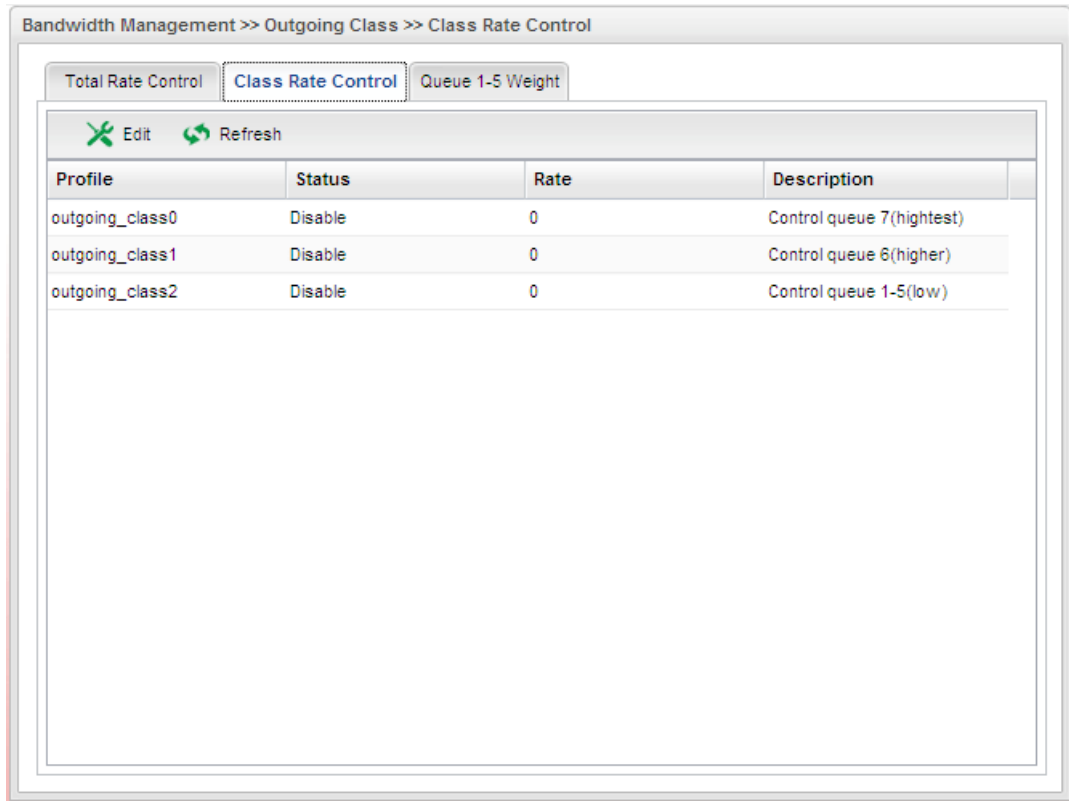 Bandwidth Management >> Outgoing Class >> Class Rate Control
Total Rate Control Class Rate Control Queue 1-5 Weight
Edit Refresh
Profile Status Rate Description
outgoing_class0 Disable 0 Control queue 7(hightest)
outgoing_class1 Disable 0 Control queue 6(higher)
outgoing_class2 Disable 0 Control queue 1-5(low)